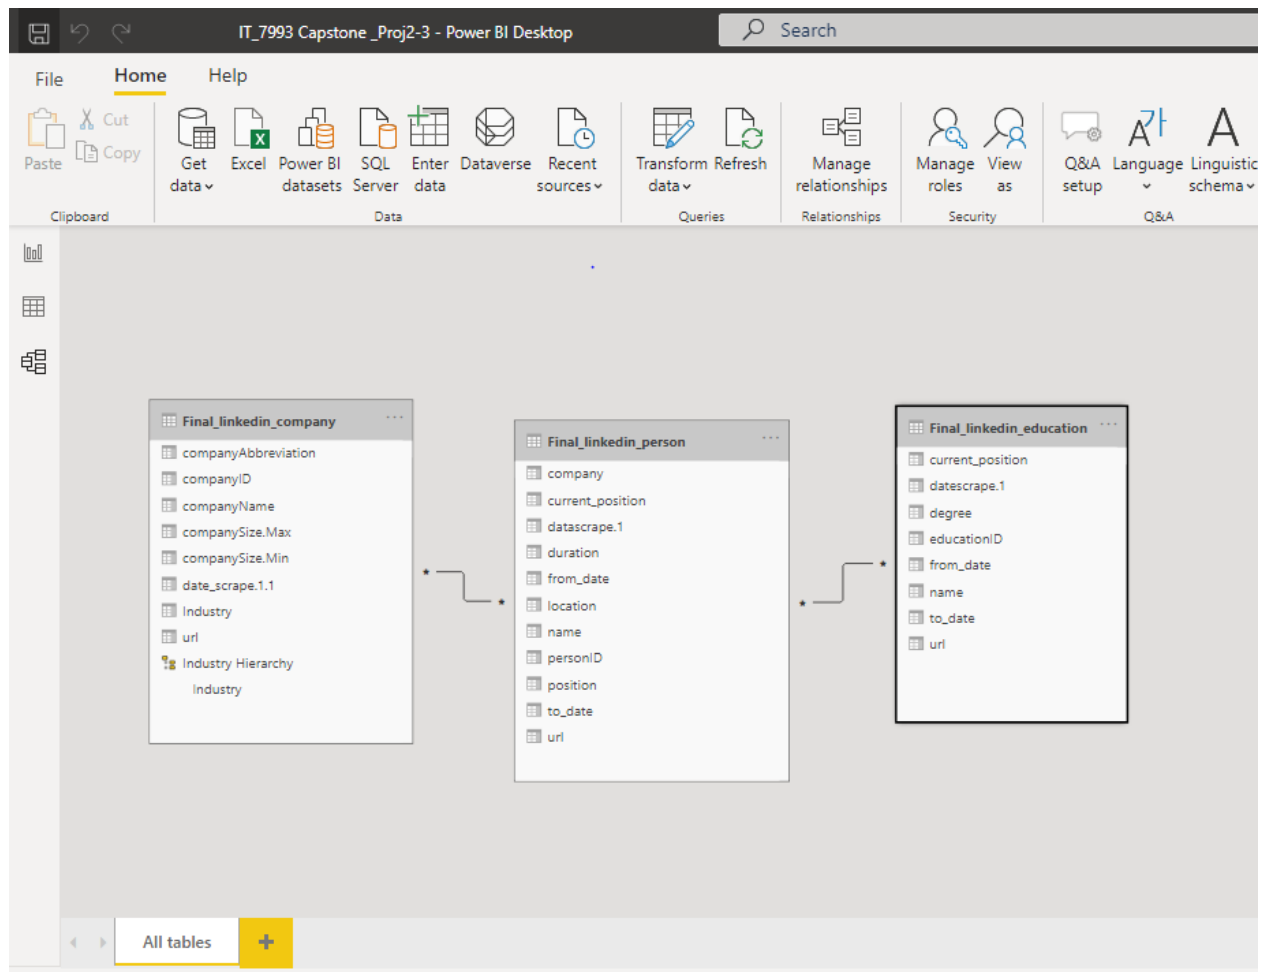 IT_7993 Capstone _Proj2-3 - Power BI Desktop
Search
File Home Help
Paste
Cut
Copy
Get data
Excel
Power BI datasets
SQL Server
Enter data
Dataverse
Recent sources
Transform data
Refresh
Manage relationships
Manage roles
View as
Q&A setup
Language
Linguistic schema
Clipboard
Data
Queries
Relationships
Security
Q&A
Final_linkedin_company
companyAbbreviation
companyID
companyName
companySize.Max
companySize.Min
date_scrape.1.1
Industry
url
Industry Hierarchy
Industry
Final_linkedin_person
company
current_position
datascrape.1
duration
from_date
location
name
personID
position
to_date
url
Final_linkedin_education
current_position
datescrape.1
degree
educationID
from_date
name
to_date
url
* *
* *
All tables